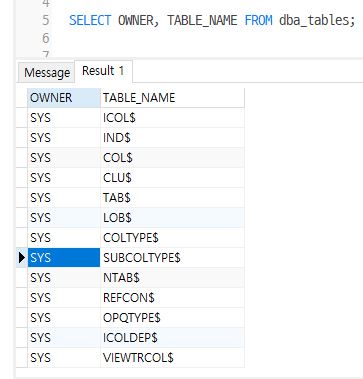 4
5 SELECT OWNER, TABLE_NAME FROM dba_tables;
6
7
Message Result 1
OWNER TABLE_NAME
SYS ICOL$
SYS IND$
SYS COL$
SYS CLU$
SYS TAB$
SYS LOB$
SYS COLTYPE$
SYS SUBCOLTYPE$
SYS NTAB$
SYS REFCON$
SYS OPQTYPE$
SYS ICOLDEP$
SYS VIEWTRCOL$